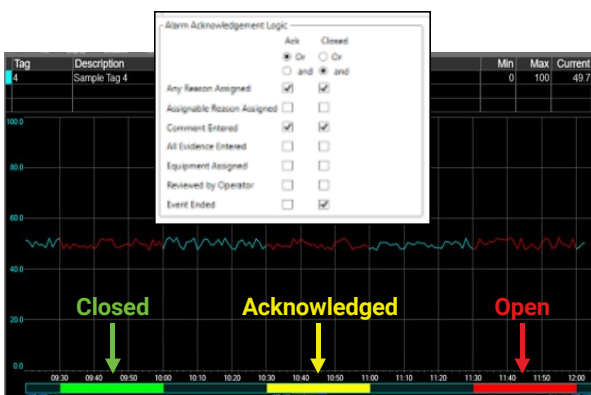 Alarm Acknowledgement Logic
Ack Closed
Or Or
and and
Any Reason Assigned
Assignable Reason Assigned
Comment Entered
All Evidence Entered
Equipment Assigned
Reviewed by Operator
Event Ended
Tag Description Min Max Current
4 Sample Tag 4 0 100 49.7
100.0
80.0
60.0
40.0
20.0
0.0
Closed Acknowledged Open
09:30 09:40 09:50 10:00 10:10 10:20 10:30 10:40 10:50 11:00 11:10 11:20 11:30 11:40 11:50 12:00